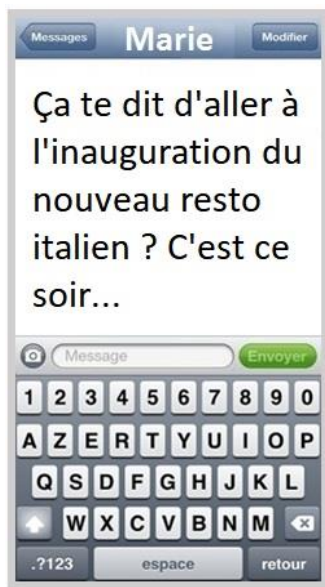 Messages Marie Modifier
Ça te dit d'aller à
l'inauguration du
nouveau resto
italien ? C'est ce
soir...
Message Envoyer
1 2 3 4 5 6 7 8 9 0
A Z E R T Y U I O P
Q S D F G H J K L
W X C V B N M
.?123 espace retour